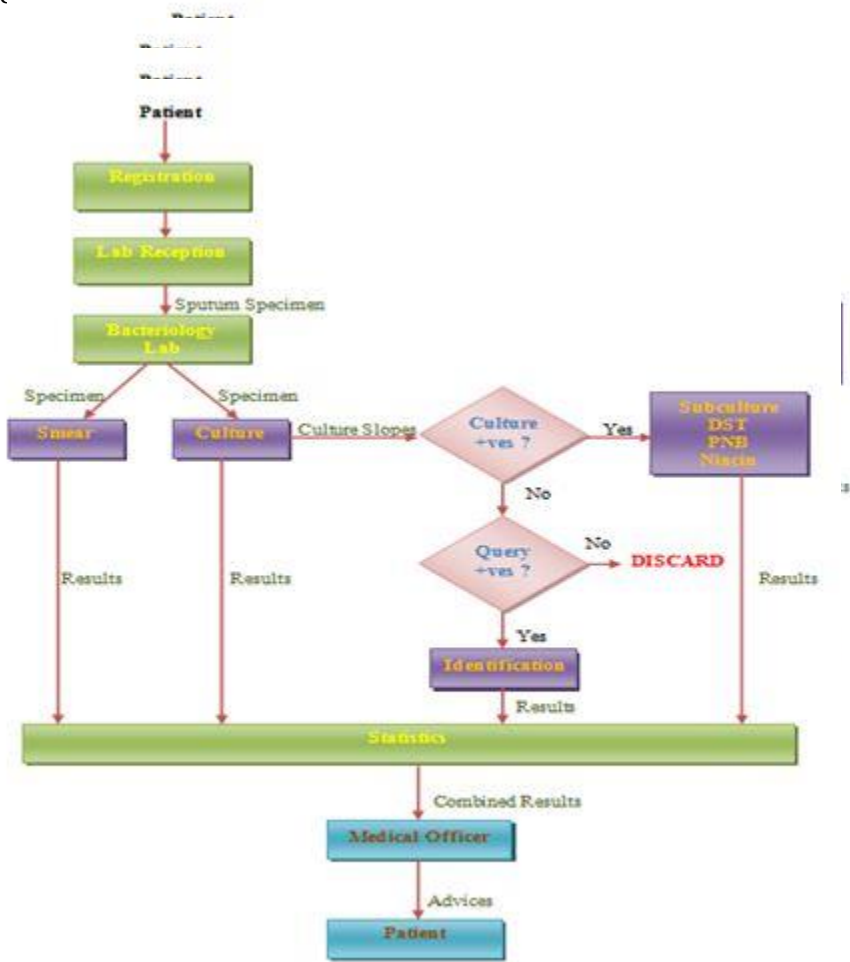 Patient
Registration
Lab Reception
Sputum Specimen
Bacteriology
Lab
Specimen
Specimen
Smear
Culture
Culture Slopes
Culture
+ves ?
Yes
Subculture
DST
PNB
Niacin
No
Query
+ves ?
No
DISCARD
Results
Results
Results
Yes
Identification
Results
Statistics
Combined Results
Medical Officer
Advices
Patient